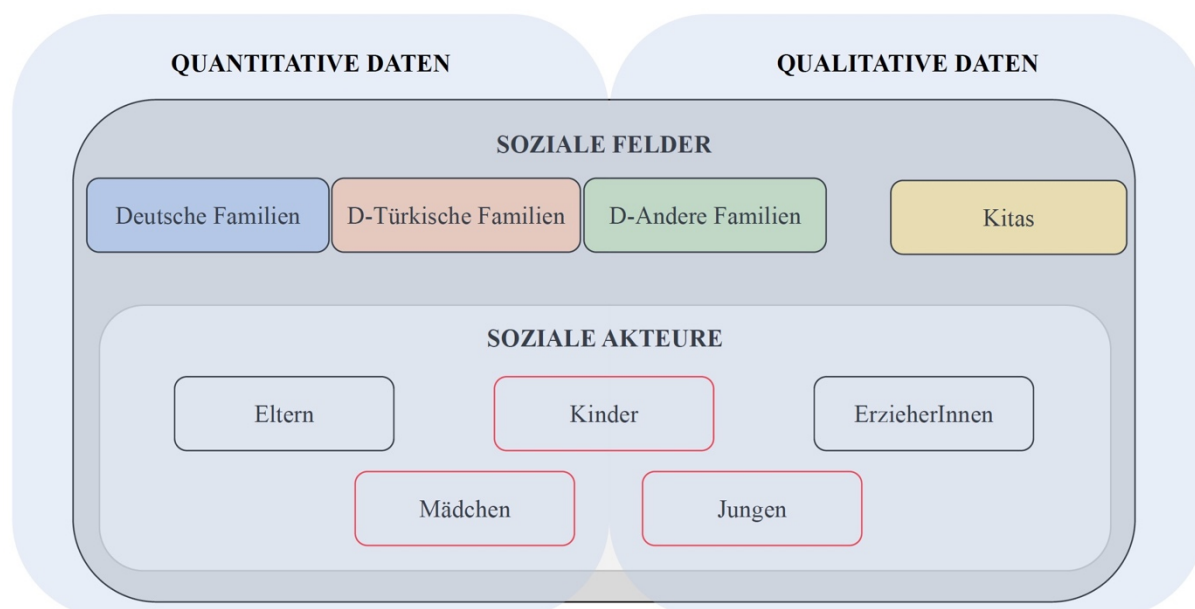 QUANTITATIVE DATEN
QUALITATIVE DATEN
SOZIALE FELDER
Deutsche Familien
D-Türkische Familien
D-Andere Familien
Kitas
SOZIALE AKTEURE
Eltern
Kinder
ErzieherInnen
Mädchen
Jungen